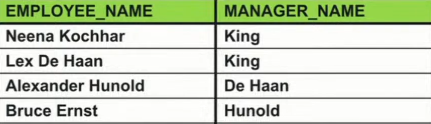 EMPLOYEE_NAME MANAGER_NAME
Neena Kochhar King
Lex De Haan King
Alexander Hunold De Haan
Bruce Ernst Hunold